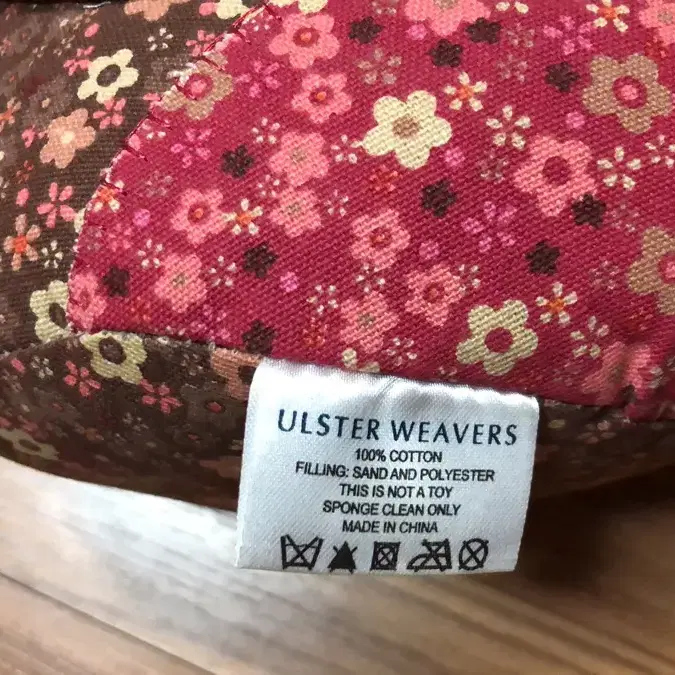 ULSTER WEAVERS
100% COTTON
FILLING: SAND AND POLYESTER
THIS IS NOT A TOY
SPONGE CLEAN ONLY
MADE IN CHINA